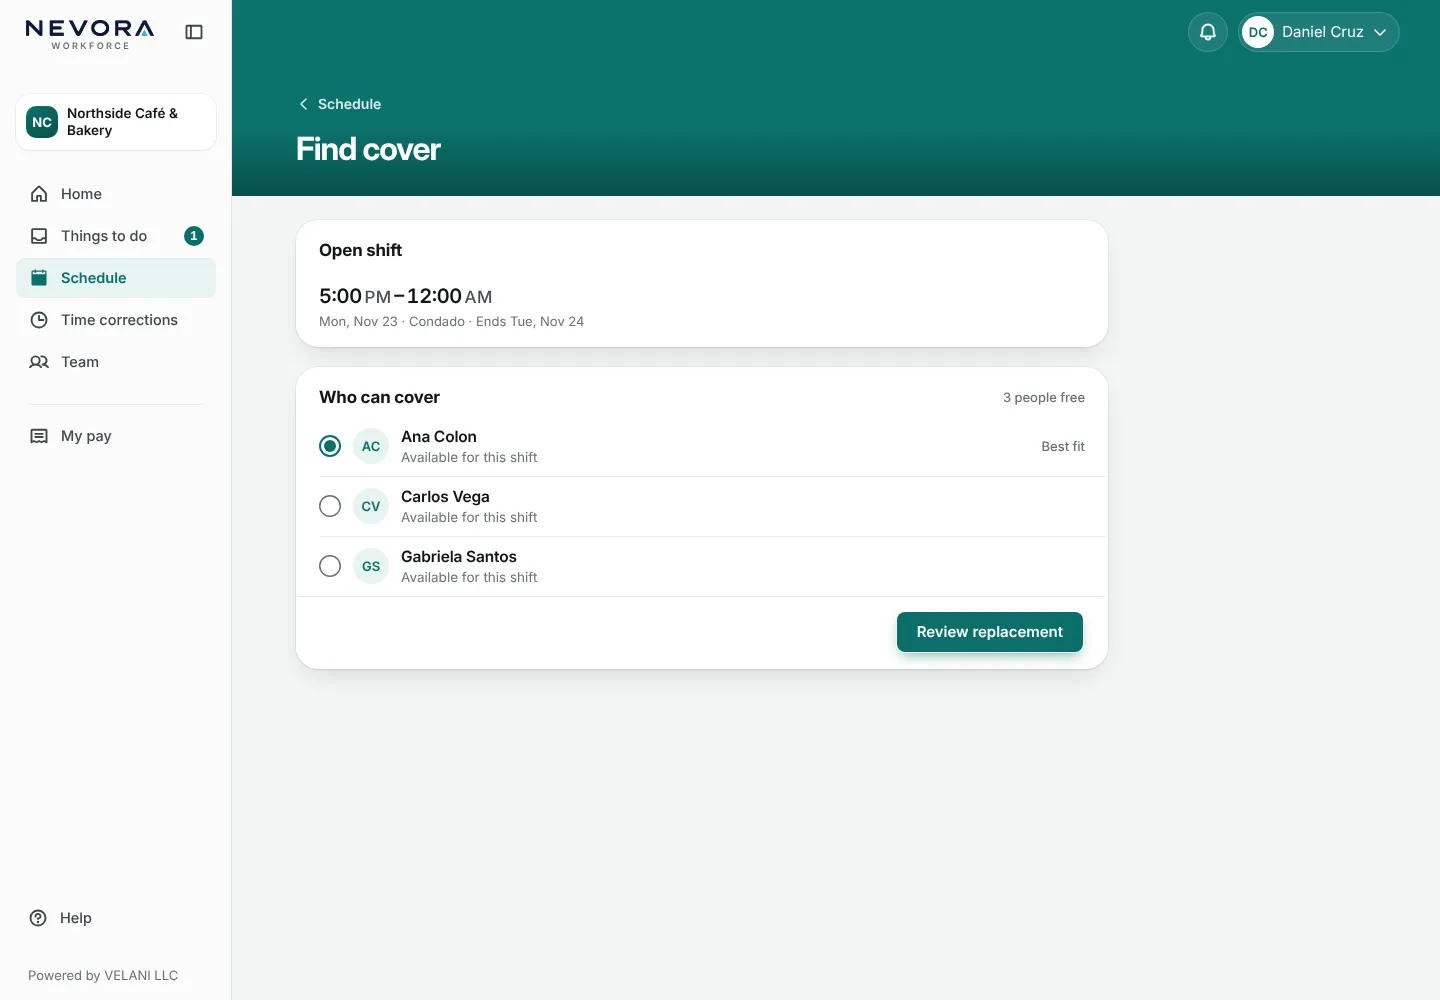 NEVORA
WORKFORCE
NC
Northside Café &
Bakery
Home
Things to do
1
Schedule
Time corrections
Team
My pay
Help
Powered by VELANI LLC
DC
Daniel Cruz
Schedule
Find cover
Open shift
5:00 PM – 12:00 AM
Mon, Nov 23 · Condado · Ends Tue, Nov 24
Who can cover
3 people free
AC
Ana Colon
Available for this shift
Best fit
CV
Carlos Vega
Available for this shift
GS
Gabriela Santos
Available for this shift
Review replacement